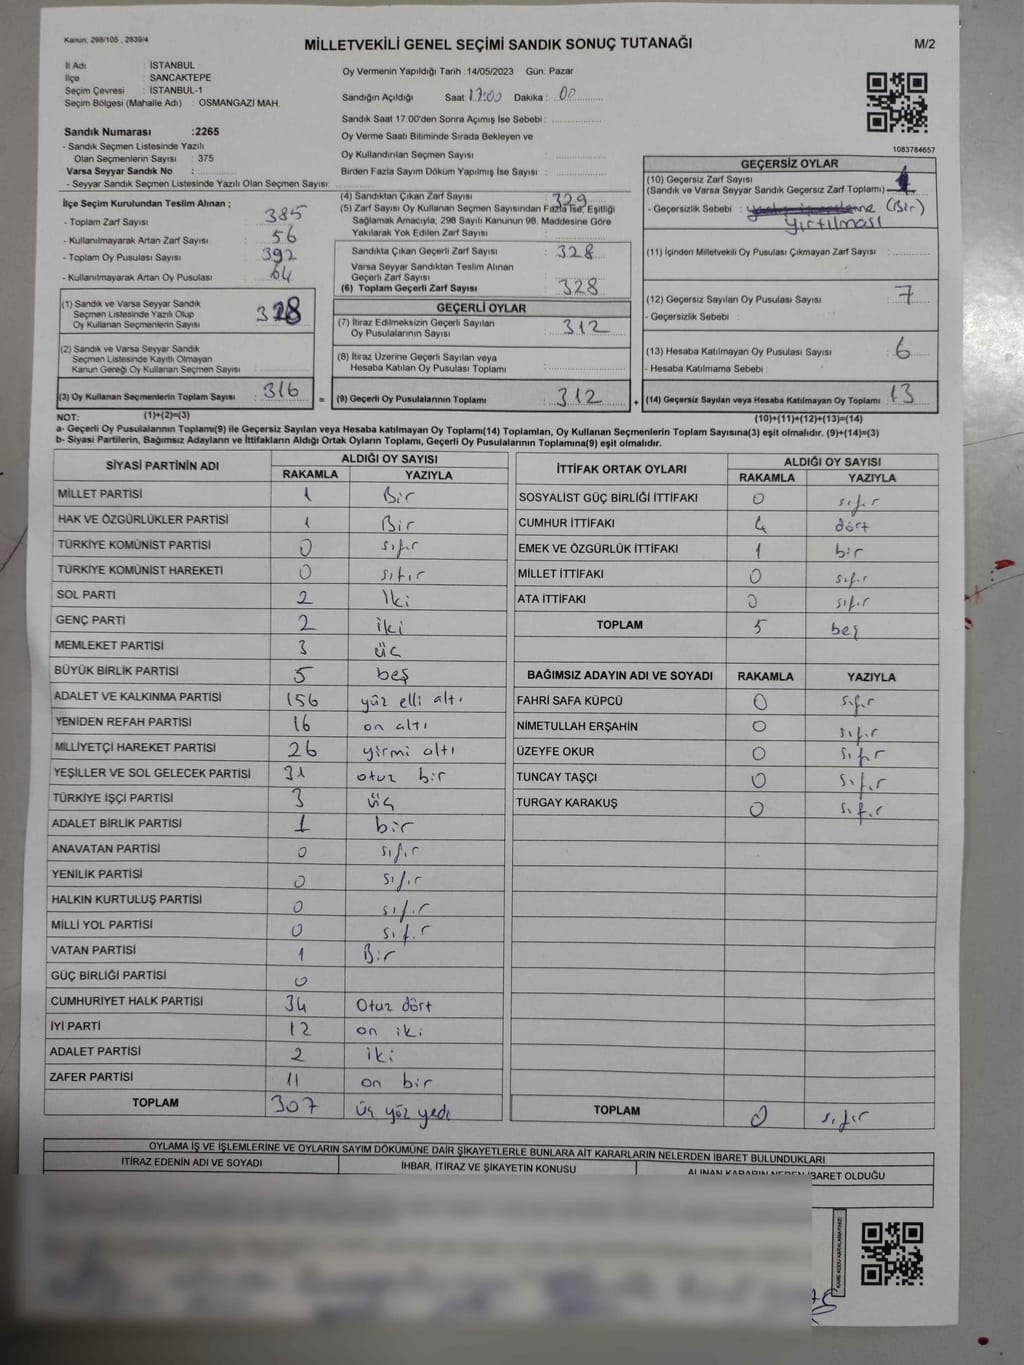 Kanun: 298/105 , 2839/4
MİLLETVEKİLİ GENEL SEÇİMİ SANDIK SONUÇ TUTANAĞI
M/2
İl Adı : İSTANBUL
İlçe : SANCAKTEPE
Seçim Çevresi : İSTANBUL-1
Seçim Bölgesi (Mahalle Adı) : OSMANGAZİ MAH.
Sandık Numarası :2265
- Sandık Seçmen Listesinde Yazılı
Olan Seçmenlerin Sayısı : 375
Varsa Seyyar Sandık No :
- Seyyar Sandık Seçmen Listesinde Yazılı Olan Seçmen Sayısı:
Oy Vermenin Yapıldığı Tarih :14/05/2023 Gün: Pazar
Sandığın Açıldığı Saat: 17:00 Dakika : 00
Sandık Saat 17:00'den Sonra Açımış İse Sebebi :
Oy Verme Saati Bitiminde Sırada Bekleyen ve
Oy Kullandırılan Seçmen Sayısı :
Birden Fazla Sayım Döküm Yapılmış İse Sayısı :
1083784657
İlçe Seçim Kurulundan Teslim Alınan ;
- Toplam Zarf Sayısı : 385
- Kullanılmayarak Artan Zarf Sayısı : 56
- Toplam Oy Pusulası Sayısı : 392
- Kullanılmayarak Artan Oy Pusulası : 64
(1) Sandık ve Varsa Seyyar Sandık
Seçmen Listesinde Yazılı Olup
Oy Kullanan Seçmenlerin Sayısı : 328
(2) Sandık ve Varsa Seyyar Sandık
Seçmen Listesinde Kayıtlı Olmayan
Kanun Gereği Oy Kullanan Seçmen Sayısı :
(3) Oy Kullanan Seçmenlerin Toplam Sayısı : 316
(1)+(2)=(3)
(4) Sandıktan Çıkan Zarf Sayısı : 329
(5) Zarf Sayısı Oy Kullanan Seçmen Sayısından Fazla İse, Eşitliği
Sağlamak Amacıyla, 298 Sayılı Kanunun 98. Maddesine Göre
Yakılarak Yok Edilen Zarf Sayısı :
Sandıkta Çıkan Geçerli Zarf Sayısı : 328
Varsa Seyyar Sandıktan Teslim Alınan
Geçerli Zarf Sayısı :
(6) Toplam Geçerli Zarf Sayısı : 328
GEÇERLİ OYLAR
(7) İtiraz Edilmeksizin Geçerli Sayılan
Oy Pusulalarının Sayısı : 312
(8) İtiraz Üzerine Geçerli Sayılan veya
Hesaba Katılan Oy Pusulası Toplamı :
= (9) Geçerli Oy Pusulalarının Toplamı : 312
GEÇERSİZ OYLAR
(10) Geçersiz Zarf Sayısı
(Sandık ve Varsa Seyyar Sandık Geçersiz Zarf Toplamı) : 1
- Geçersizlik Sebebi : (Bir)
yırtılması
(11) İçinden Milletvekili Oy Pusulası Çıkmayan Zarf Sayısı :
(12) Geçersiz Sayılan Oy Pusulası Sayısı : 7
- Geçersizlik Sebebi :
(13) Hesaba Katılmayan Oy Pusulası Sayısı : 6
- Hesaba Katılmama Sebebi :
+ (14) Geçersiz Sayılan veya Hesaba Katılmayan Oy Toplamı : 13
(10)+(11)+(12)+(13)=(14)
NOT:
a- Geçerli Oy Pusulasının Toplamı(9) ile Geçersiz Sayılan veya Hesaba katılmayan Oy Toplamı(14) Toplamları, Oy Kullanan Seçmenlerin Toplam Sayısına(3) eşit olmalıdır. (9)+(14)=(3)
b- Siyasi Partilerin, Bağımsız Adayların ve İttifakların Aldığı Ortak Oyların Toplamı, Geçerli Oy Pusulalarının Toplamına(9) eşit olmalıdır.
SİYASİ PARTİNİN ADI ALDIĞI OY SAYISI
RAKAMLA YAZIYLA
MİLLET PARTİSİ 1 Bir
HAK VE ÖZGÜRLÜKLER PARTİSİ 1 Bir
TÜRKİYE KOMÜNİST PARTİSİ 0 sıfır
TÜRKİYE KOMÜNİST HAREKETİ 0 sıfır
SOL PARTİ 2 İki
GENÇ PARTİ 2 iki
MEMLEKET PARTİSİ 3 üç
BÜYÜK BİRLİK PARTİSİ 5 beş
ADALET VE KALKINMA PARTİSİ 156 yüz elli altı
YENİDEN REFAH PARTİSİ 16 on altı
MİLLİYETÇİ HAREKET PARTİSİ 26 yirmi altı
YEŞİLLER VE SOL GELECEK PARTİSİ 31 otuz bir
TÜRKİYE İŞÇİ PARTİSİ 3 üç
ADALET BİRLİK PARTİSİ 1 bir
ANAVATAN PARTİSİ 0 sıfır
YENİLİK PARTİSİ 0 sıfır
HALKIN KURTULUŞ PARTİSİ 0 sıfır
MİLLİ YOL PARTİSİ 0 sıfır
VATAN PARTİSİ 1 Bir
GÜÇ BİRLİĞİ PARTİSİ 0
CUMHURİYET HALK PARTİSİ 34 Otuz dört
İYİ PARTİ 12 on iki
ADALET PARTİSİ 2 iki
ZAFER PARTİSİ 11 on bir
TOPLAM 307 üç yüz yedi
İTTİFAK ORTAK OYLARI ALDIĞI OY SAYISI
RAKAMLA YAZIYLA
SOSYALİST GÜÇ BİRLİĞİ İTTİFAKI 0 sıfır
CUMHUR İTTİFAKI 4 dört
EMEK VE ÖZGÜRLÜK İTTİFAKI 1 bir
MİLLET İTTİFAKI 0 sıfır
ATA İTTİFAKI 0 sıfır
TOPLAM 5 beş
BAĞIMSIZ ADAYIN ADI VE SOYADI RAKAMLA YAZIYLA
FAHRİ SAFA KÜPCÜ 0 sıfır
NİMETULLAH ERŞAHİN 0 sıfır
ÜZEYFE OKUR 0 sıfır
TUNCAY TAŞÇI 0 sıfır
TURGAY KARAKUŞ 0 sıfır
TOPLAM 0 sıfır
OYLAMA İŞ VE İŞLEMLERİNE VE OYLARIN SAYIM DÖKÜMÜNE DAİR ŞİKAYETLERLE BUNLARA AİT KARARLARIN NELERDEN İBARET BULUNDUKLARI
İTİRAZ EDENİN ADI VE SOYADI İHBAR, İTİRAZ VE ŞİKAYETİN KONUSU ALINAN KARARIN NEDEN İBARET OLDUĞU